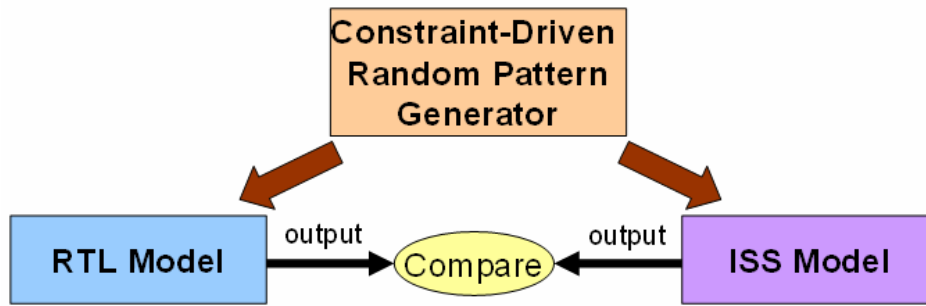 Constraint-Driven
Random Pattern
Generator
output
output
RTL Model
Compare
ISS Model